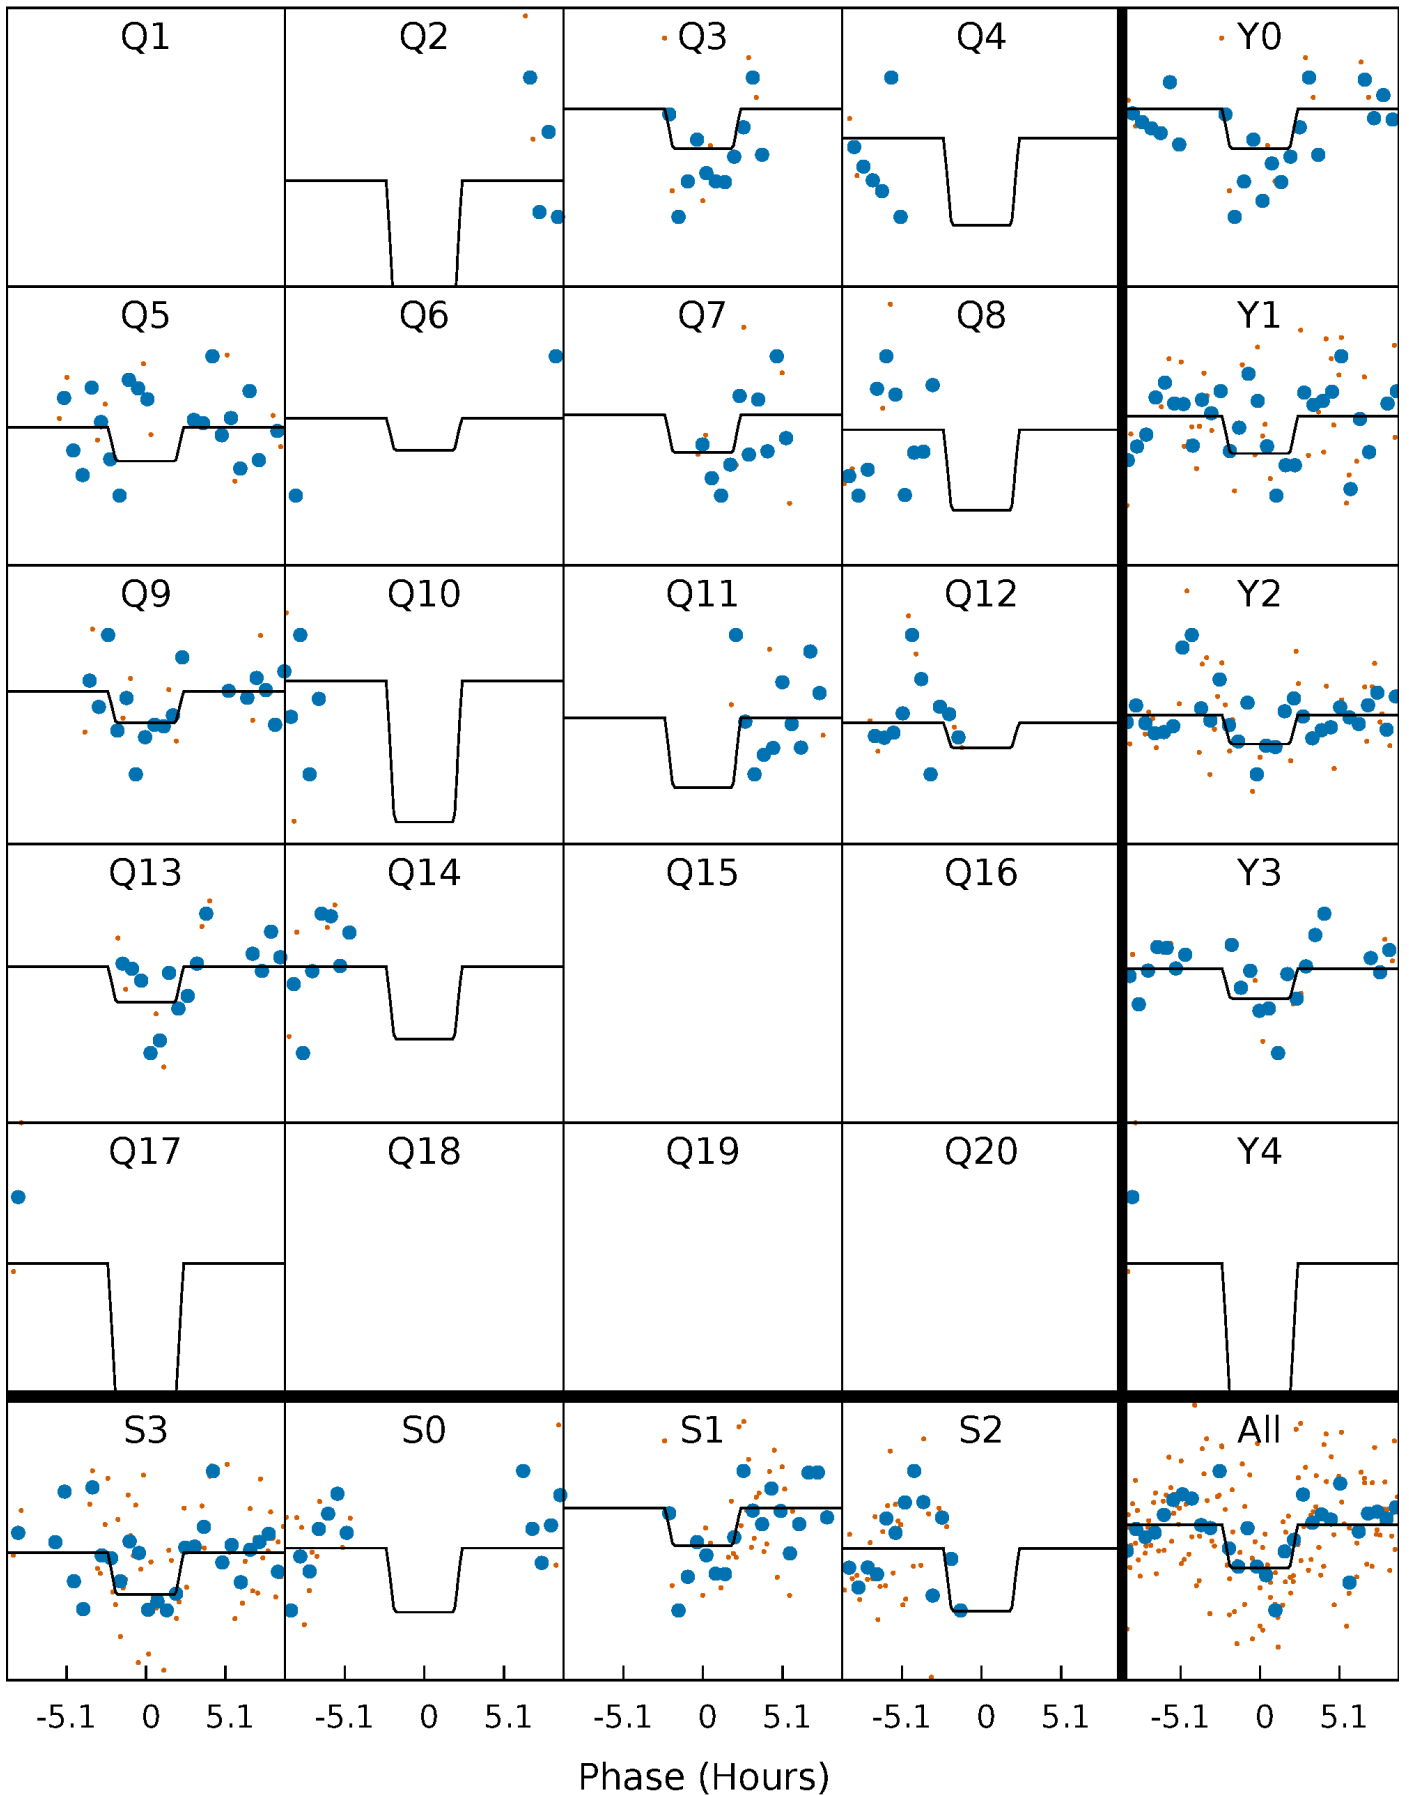 Q1 Q2 Q3 Q4 Y0
Q5 Q6 Q7 Q8 Y1
Q9 Q10 Q11 Q12 Y2
Q13 Q14 Q15 Q16 Y3
Q17 Q18 Q19 Q20 Y4
S3 S0 S1 S2 All
-5.1 0 5.1 -5.1 0 5.1 -5.1 0 5.1 -5.1 0 5.1 -5.1 0 5.1
Phase (Hours)